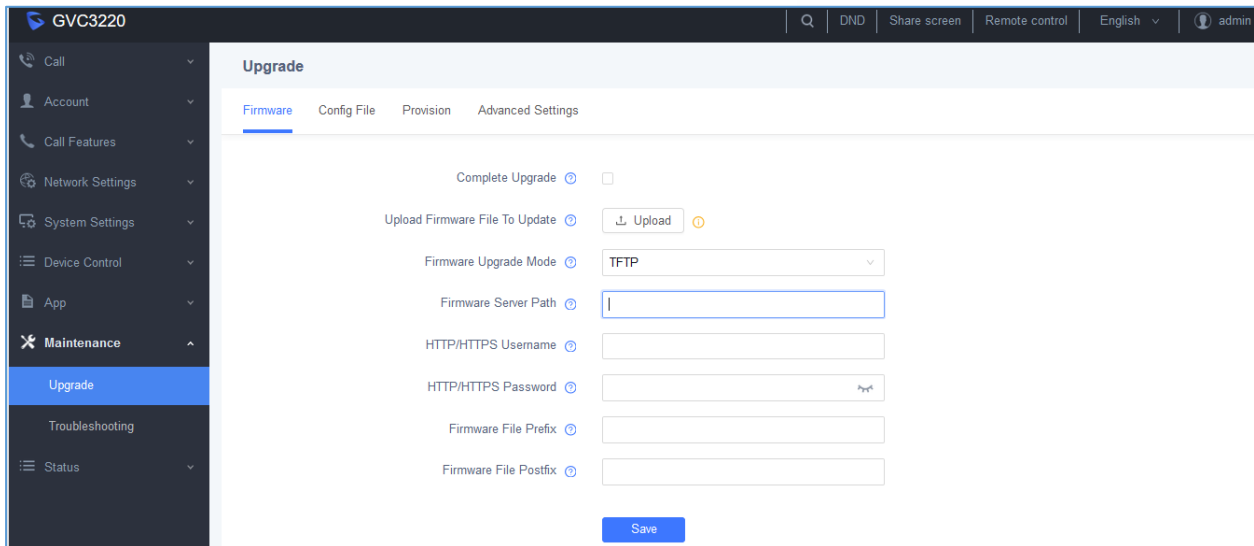 GVC3220
DND
Share screen
Remote control
English
admin
Call
Account
Call Features
Network Settings
System Settings
Device Control
App
Maintenance
Upgrade
Troubleshooting
Status
Upgrade
Firmware Config File Provision Advanced Settings
Complete Upgrade
Upload Firmware File To Update Upload
Firmware Upgrade Mode TFTP
Firmware Server Path
HTTP/HTTPS Username
HTTP/HTTPS Password
Firmware File Prefix
Firmware File Postfix
Save